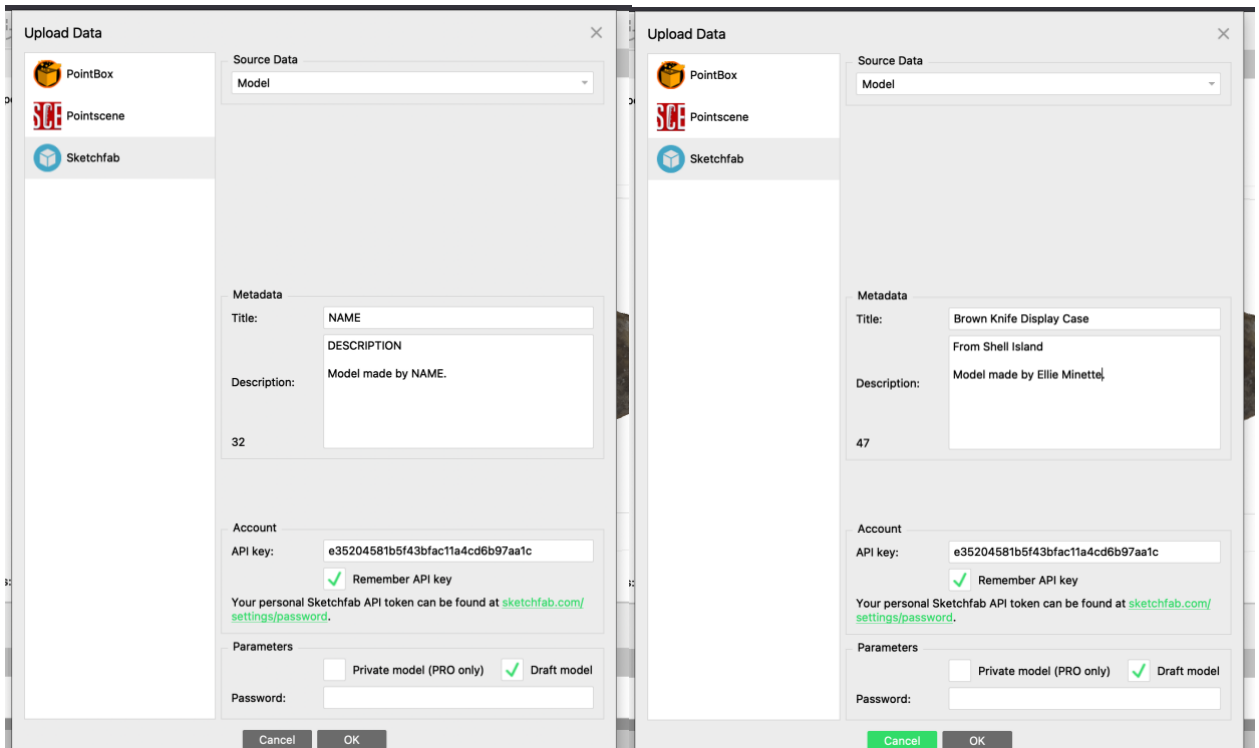 Upload Data
PointBox
Pointscene
Sketchfab
Source Data
Model
Metadata
Title: NAME
Description: DESCRIPTION
Model made by NAME.
32
Account
API key: e35204581b5f43bfac11a4cd6b97aa1c
Remember API key
Your personal Sketchfab API token can be found at sketchfab.com/
settings/password.
Parameters
Private model (PRO only) Draft model
Password:
Cancel OK
Upload Data
PointBox
Pointscene
Sketchfab
Source Data
Model
Metadata
Title: Brown Knife Display Case
Description: From Shell Island
Model made by Ellie Minette.
47
Account
API key: e35204581b5f43bfac11a4cd6b97aa1c
Remember API key
Your personal Sketchfab API token can be found at sketchfab.com/
settings/password.
Parameters
Private model (PRO only) Draft model
Password:
Cancel OK